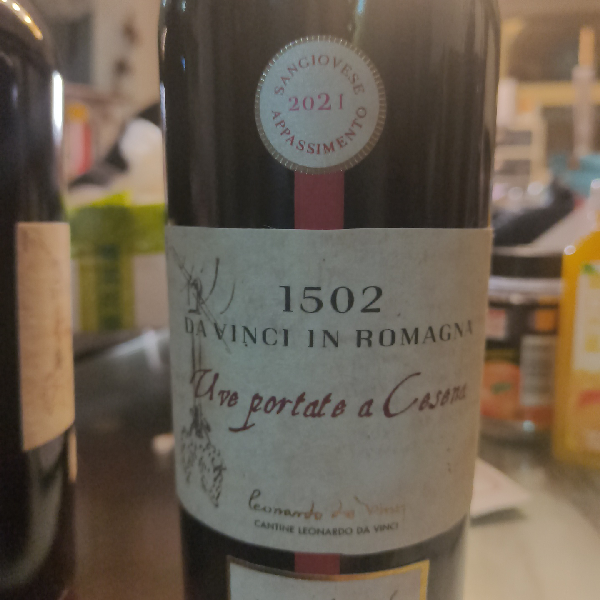 SANGIOVESE
2021
APPASSIMENTO
1502
DA VINCI IN ROMAGNA
Uve portate a Cesena
Leonardo da Vinci
CANTINE LEONARDO DA VINCI